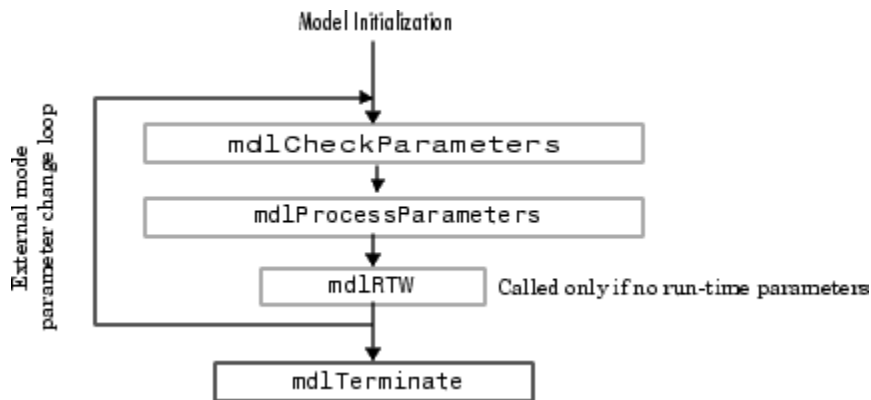 Model Initialization
External mode
parameter change loop
mdlCheckParameters
mdlProcessParameters
mdlRTW
Called only if no run-time parameters
mdlTerminate